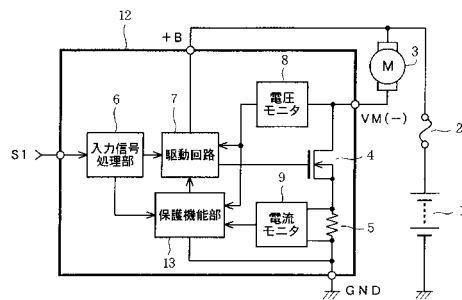 12
+B
8
3
M
電圧モニタ
6
7
VM(-)
2
S1
入力信号処理部
駆動回路
4
9
保護機能部
電流モニタ
5
1
13
GND